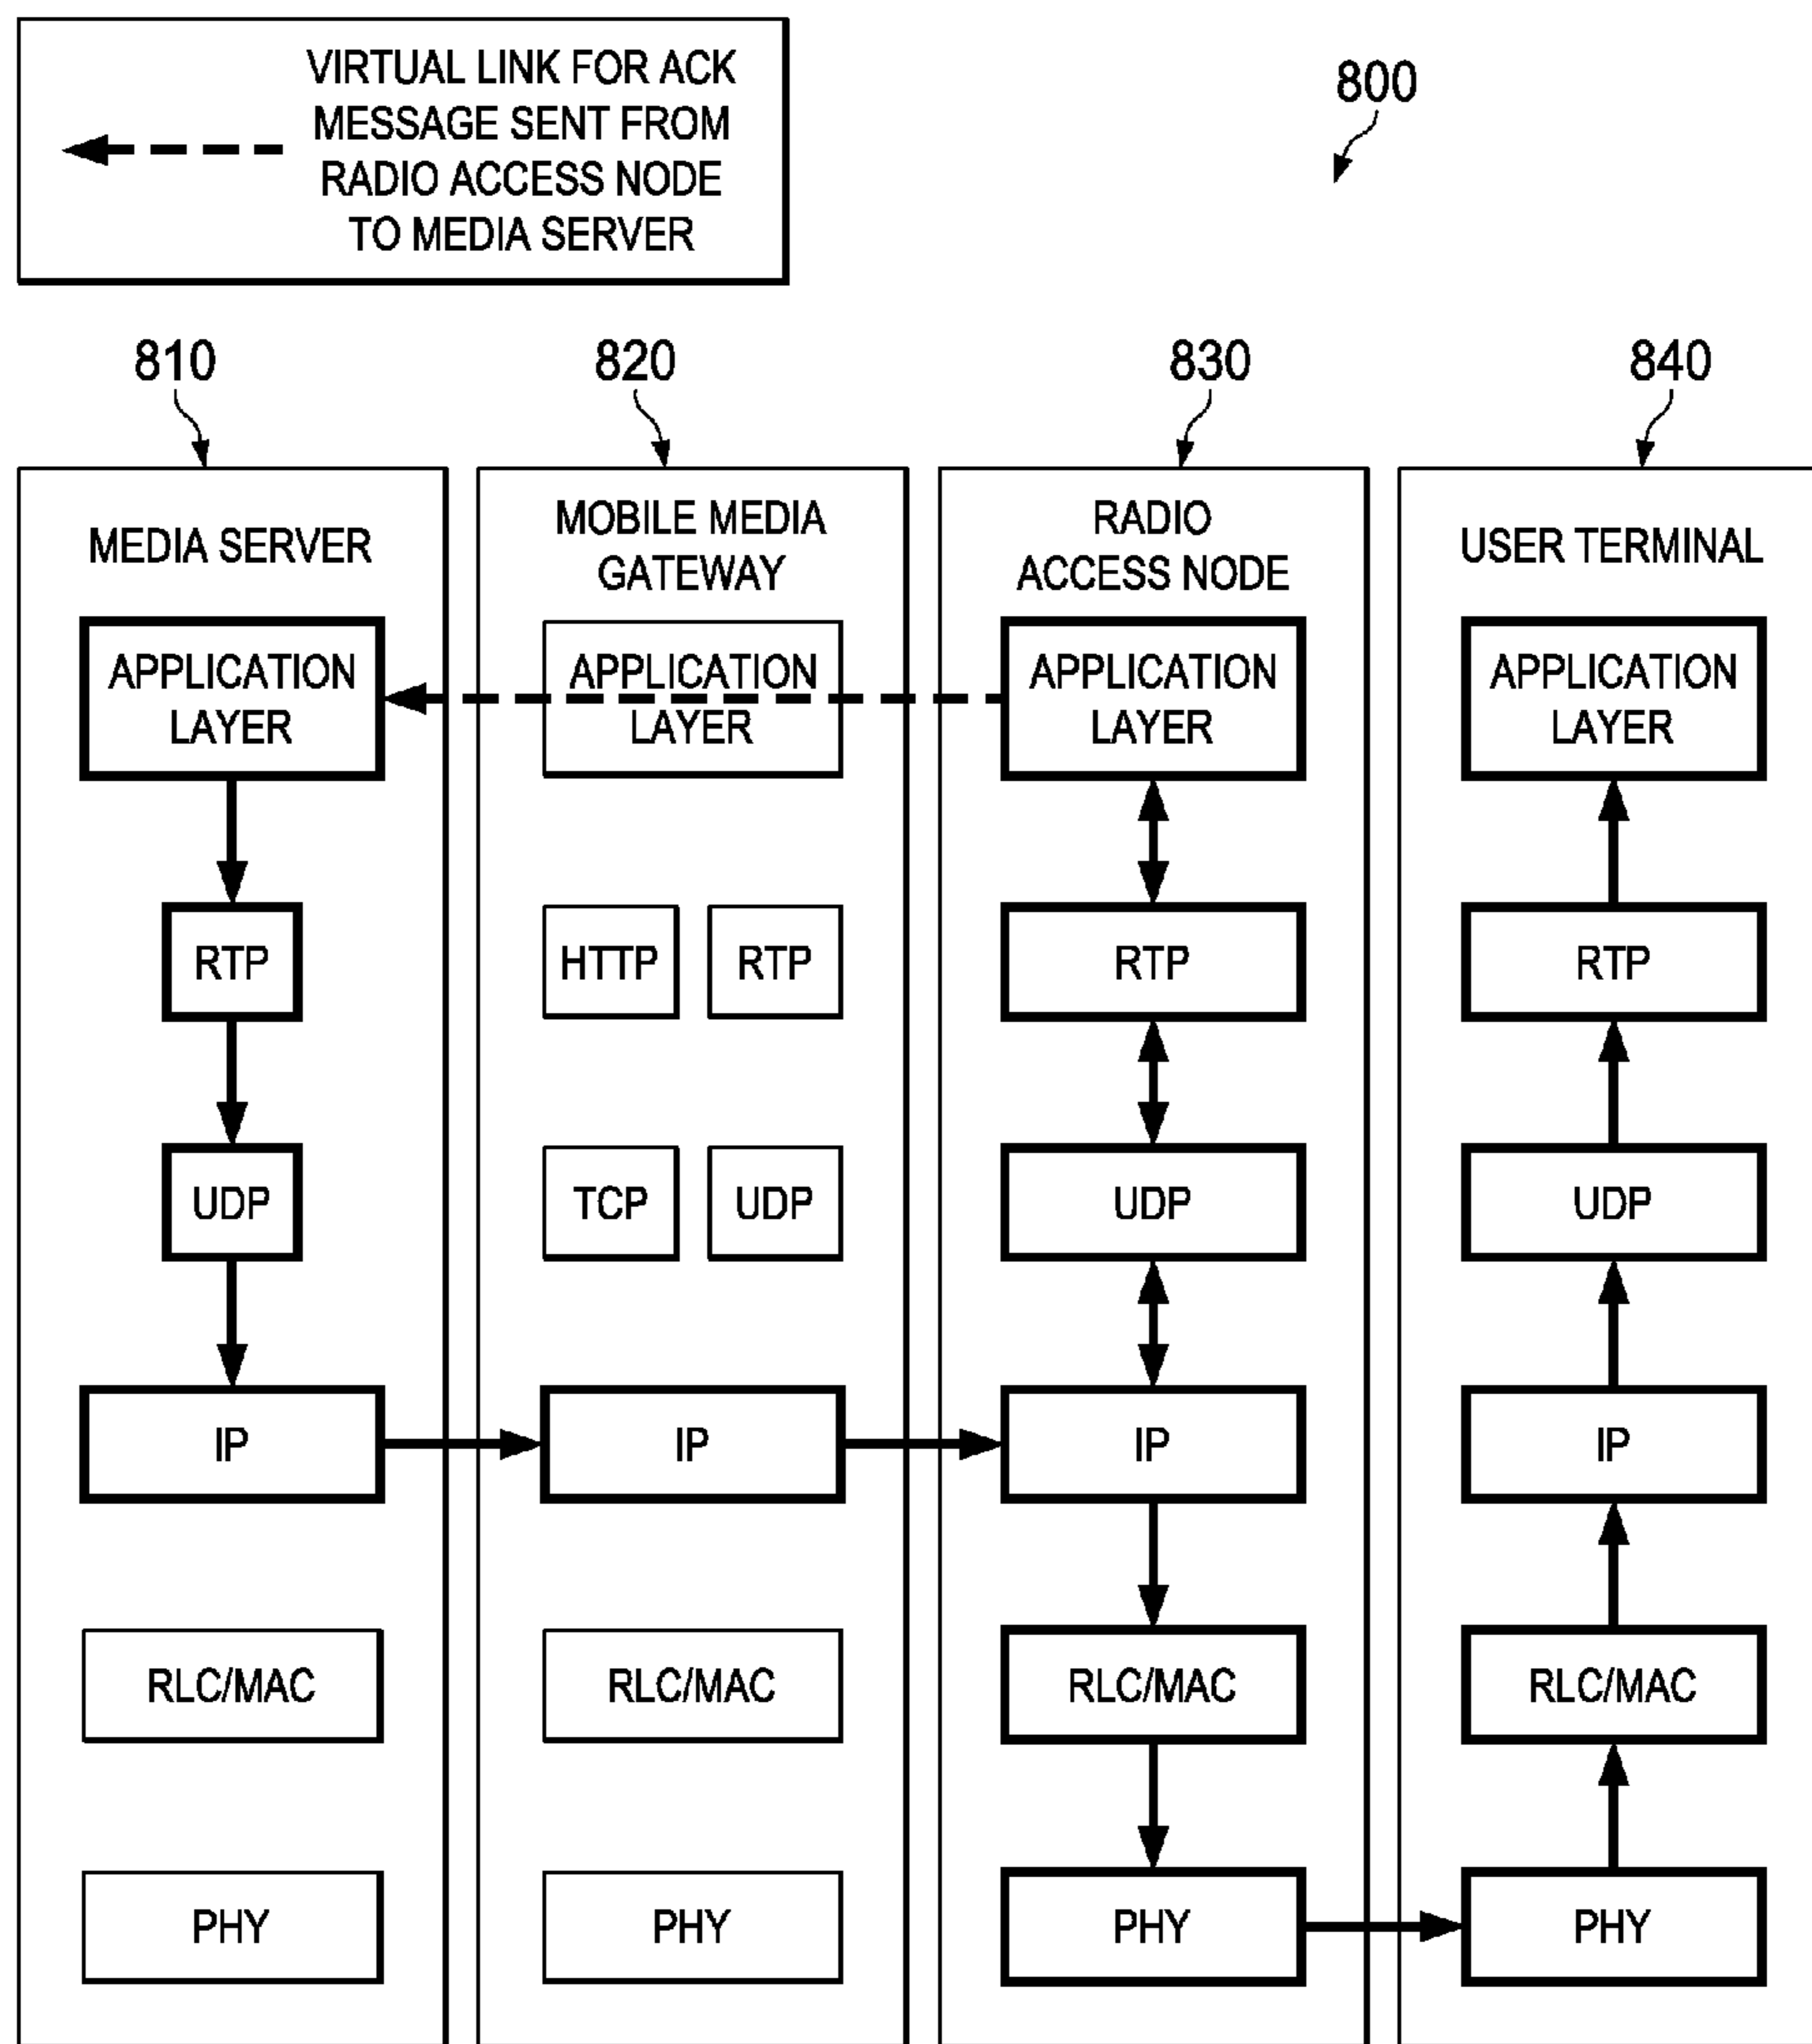 VIRTUAL LINK FOR ACK
MESSAGE SENT FROM
RADIO ACCESS NODE
TO MEDIA SERVER
800
810
820
830
840
MEDIA SERVER
APPLICATION
LAYER
RTP
UDP
IP
RLC/MAC
PHY
MOBILE MEDIA
GATEWAY
APPLICATION
LAYER
HTTP
RTP
TCP
UDP
IP
RLC/MAC
PHY
RADIO
ACCESS NODE
APPLICATION
LAYER
RTP
UDP
IP
RLC/MAC
PHY
USER TERMINAL
APPLICATION
LAYER
RTP
UDP
IP
RLC/MAC
PHY